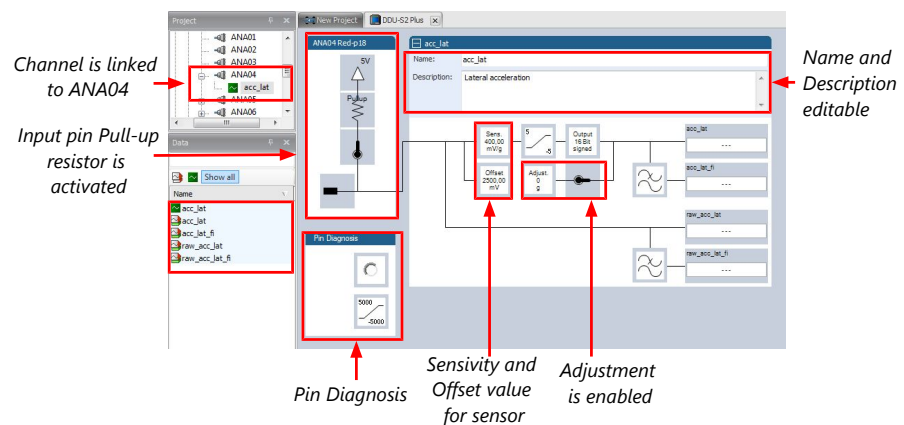 Project
New Project
DDU-S2 Plus
ANA01
ANA02
ANA03
ANA04
acc_lat
ANA05
ANA06
Channel is linked
to ANA04
Input pin Pull-up
resistor is
activated
Data
Show all
Name
acc_lat
acc_lat
acc_lat_fi
raw_acc_lat
raw_acc_lat_fi
ANA04 Red-p18
5V
Pullup
Pin Diagnosis
5000
-5000
acc_lat
Name:
acc_lat
Description:
Lateral acceleration
Name and
Description
editable
Sens.
400,00
mV/g
5
-5
Output
16 Bit
signed
Offset
2500,00
mV
Adjust.
0
g
acc_lat
---
acc_lat_fi
---
raw_acc_lat
---
raw_acc_lat_fi
---
Pin Diagnosis
Sensivity and
Offset value
for sensor
Adjustment
is enabled